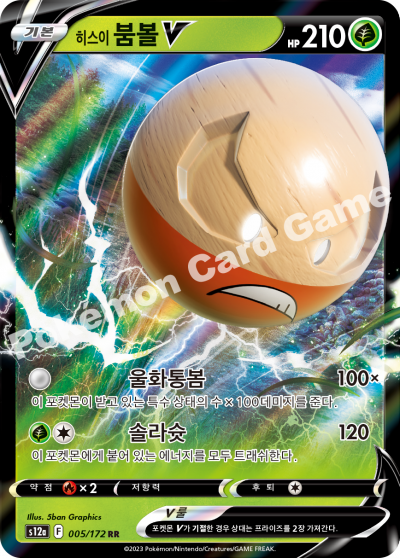 기본 히스이 붐볼 V HP 210
Pokémon Card Game
울화통봄 100×
이 포켓몬이 받고 있는 특수 상태의 수 × 100데미지를 준다.
솔라슛 120
이 포켓몬에게 붙어 있는 에너지를 모두 트래쉬한다.
약점 ×2 저항력 후퇴
Illus. 5ban Graphics
V룰
s12a F 005/172 RR
포켓몬 V가 기절한 경우 상대는 프라이즈를 2장 가져간다.
©2023 Pokémon/Nintendo/Creatures/GAME FREAK.